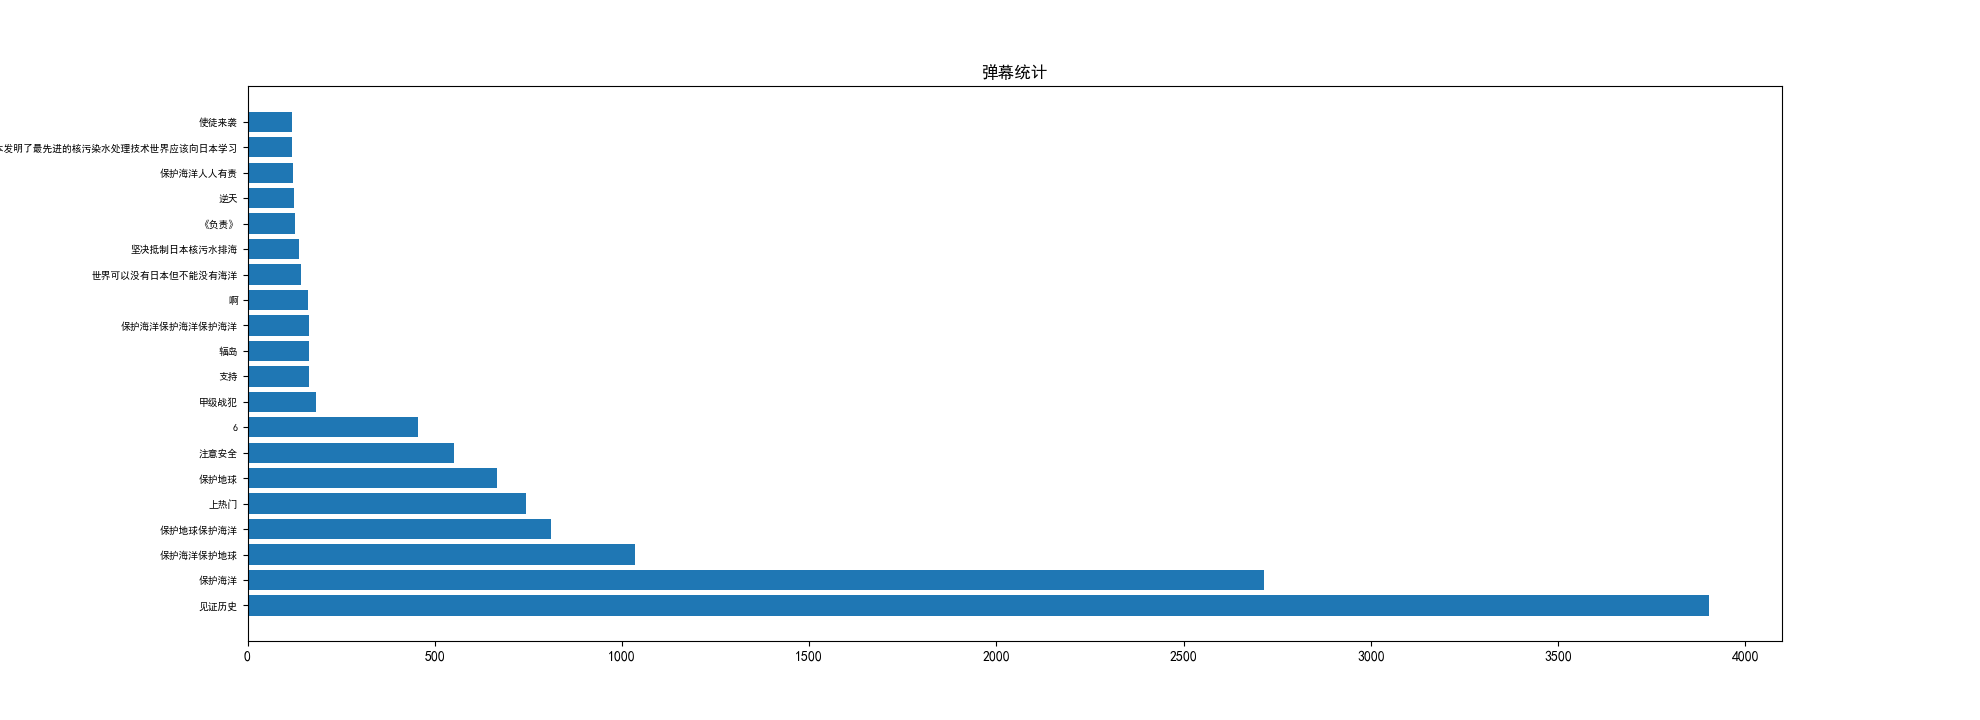 弹幕统计
使徒来袭
发明了最先进的核污染水处理技术世界应该向日本学习
保护海洋人人有责
逆天
《负责》
坚决抵制日本核污水排海
世界可以没有日本但不能没有海洋
啊
保护海洋保护海洋保护海洋
辐岛
支持
甲级战犯
6
注意安全
保护地球
上热门
保护地球保护海洋
保护海洋保护地球
保护海洋
见证历史
0 500 1000 1500 2000 2500 3000 3500 4000